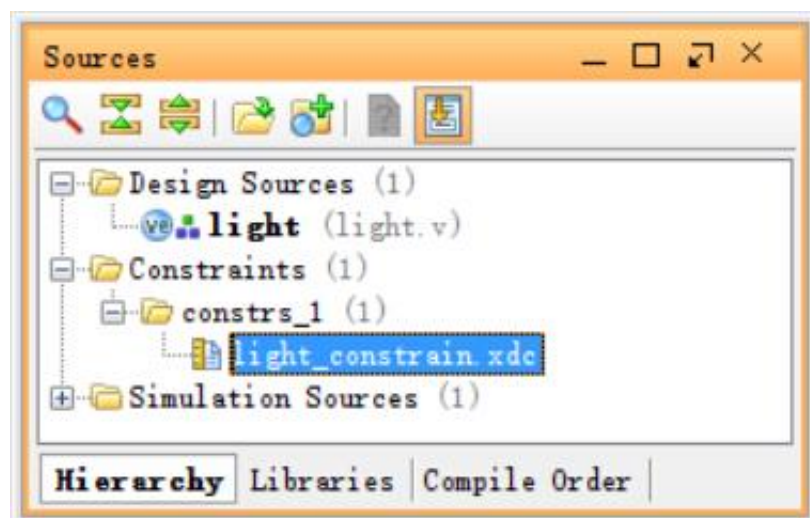 Sources
Design Sources (1)
light (light.v)
Constraints (1)
constrs_1 (1)
light_constrain.xdc
Simulation Sources (1)
Hierarchy Libraries Compile Order